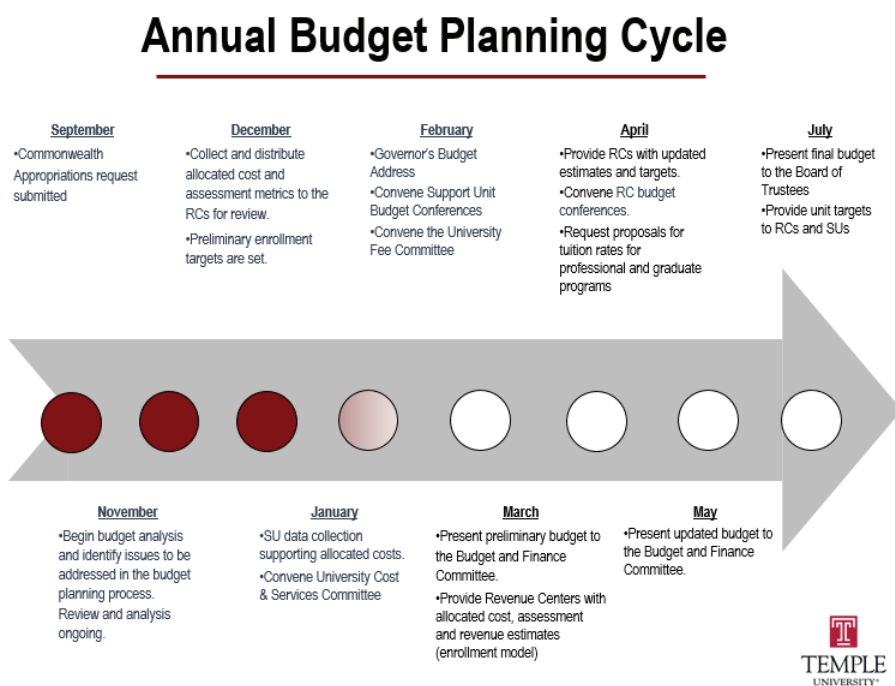 Annual Budget Planning Cycle
September
•Commonwealth
Appropriations request
submitted
December
•Collect and distribute
allocated cost and
assessment metrics to the
RCs for review.
•Preliminary enrollment
targets are set.
February
•Governor's Budget
Address
•Convene Support Unit
Budget Conferences
•Convene the University
Fee Committee
April
•Provide RCs with updated
estimates and targets.
•Convene RC budget
conferences.
•Request proposals for
tuition rates for
professional and graduate
programs
July
•Present final budget
to the Board of
Trustees
•Provide unit targets
to RCs and SUs
November
•Begin budget analysis
and identify issues to be
addressed in the budget
planning process.
Review and analysis
ongoing.
January
•SU data collection
supporting allocated costs.
•Convene University Cost
& Services Committee
March
•Present preliminary budget to
the Budget and Finance
Committee.
•Provide Revenue Centers with
allocated cost, assessment
and revenue estimates
(enrollment model)
May
•Present updated budget to
the Budget and Finance
Committee.
T
TEMPLE
UNIVERSITY®